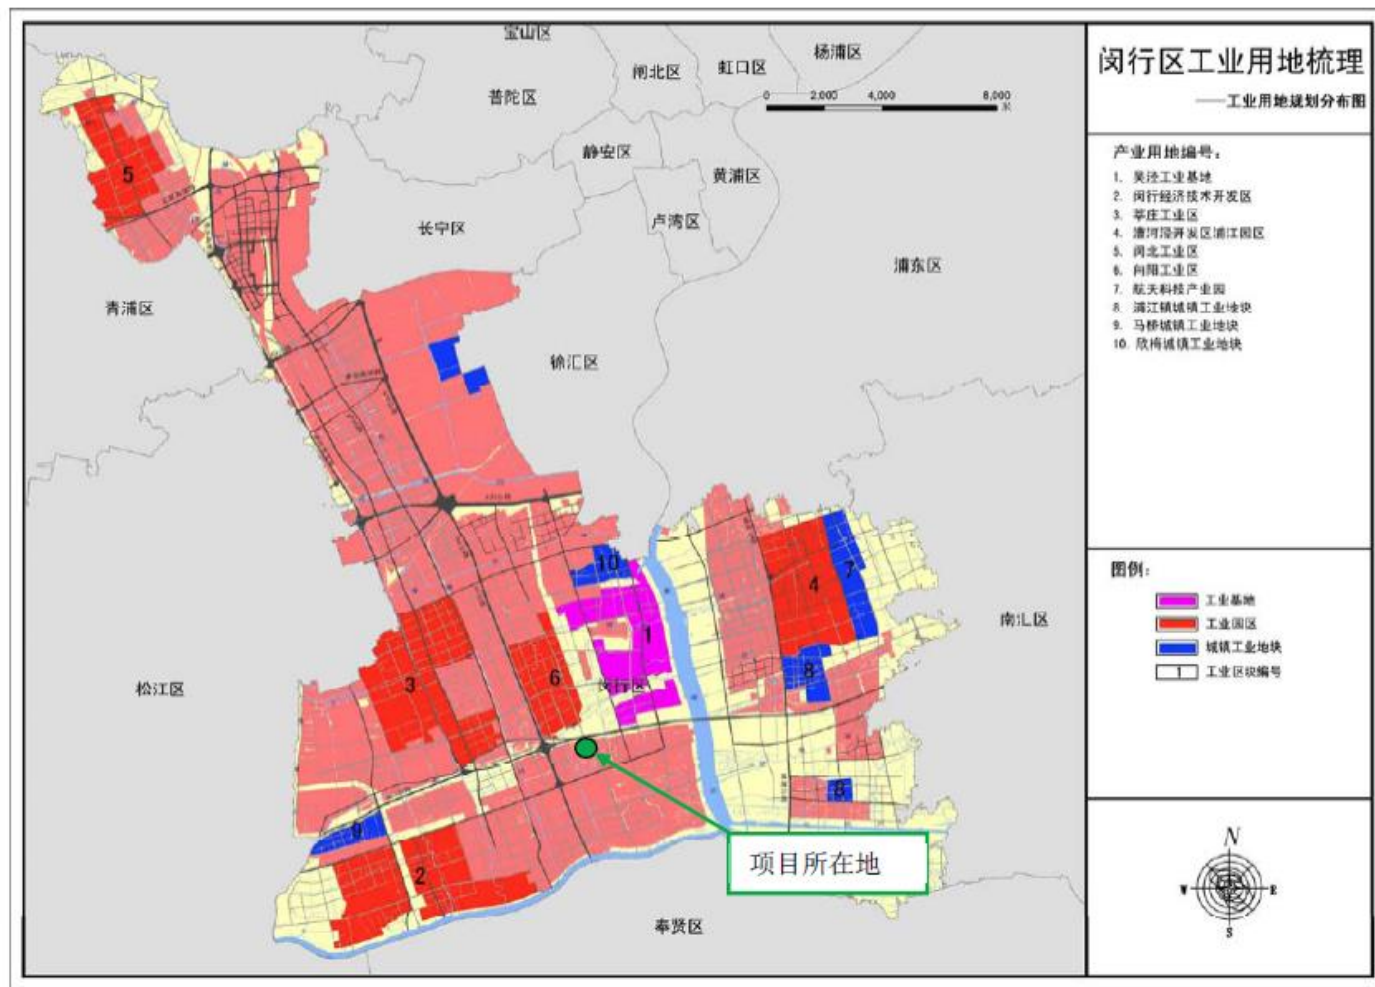 闵行区工业用地梳理
——工业用地规划分布图
产业用地编号：
1. 吴泾工业基地
2. 闵行经济技术开发区
3. 莘庄工业区
4. 漕河泾开发区浦江园区
5. 闵北工业区
6. 向阳工业区
7. 航天科技产业园
8. 浦江镇城镇工业地块
9. 马桥城镇工业地块
10. 欣梅城镇工业地块
图例：
工业基地
工业园区
城镇工业地块
1 工业区块编号
N
W E
S
宝山区
闸北区
虹口区
杨浦区
普陀区
0 2,000 4,000 8,000
米
静安区
黄浦区
卢湾区
长宁区
浦东区
青浦区
徐汇区
南汇区
松江区
闵行区
奉贤区
5
10
7
4
1
8
3
6
8
9
2
项目所在地